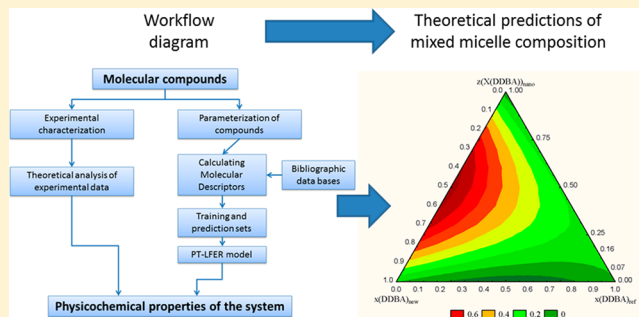 Workflow
diagram
Theoretical predictions of
mixed micelle composition
Molecular compounds
Experimental
characterization
Parameterization of
compounds
Theoretical analysis of
experimental data
Calculating
Molecular
Descriptors
Bibliographic
data bases
Training and
prediction sets
PT-LFER model
Physicochemical properties of the system
z(X(DDBA))nano
0.0 1.00
0.1
0.2
0.3
0.4
0.5
0.6
0.7
0.8
0.9
1.0
0.75
0.50
0.25
0.16
0.07
0.00
0.0 0.1 0.2 0.3 0.4 0.5 0.6 0.7 0.8 0.9 1.0
x(DDBA)new
x(DDBA)ref
0.6 0.4 0.2 0